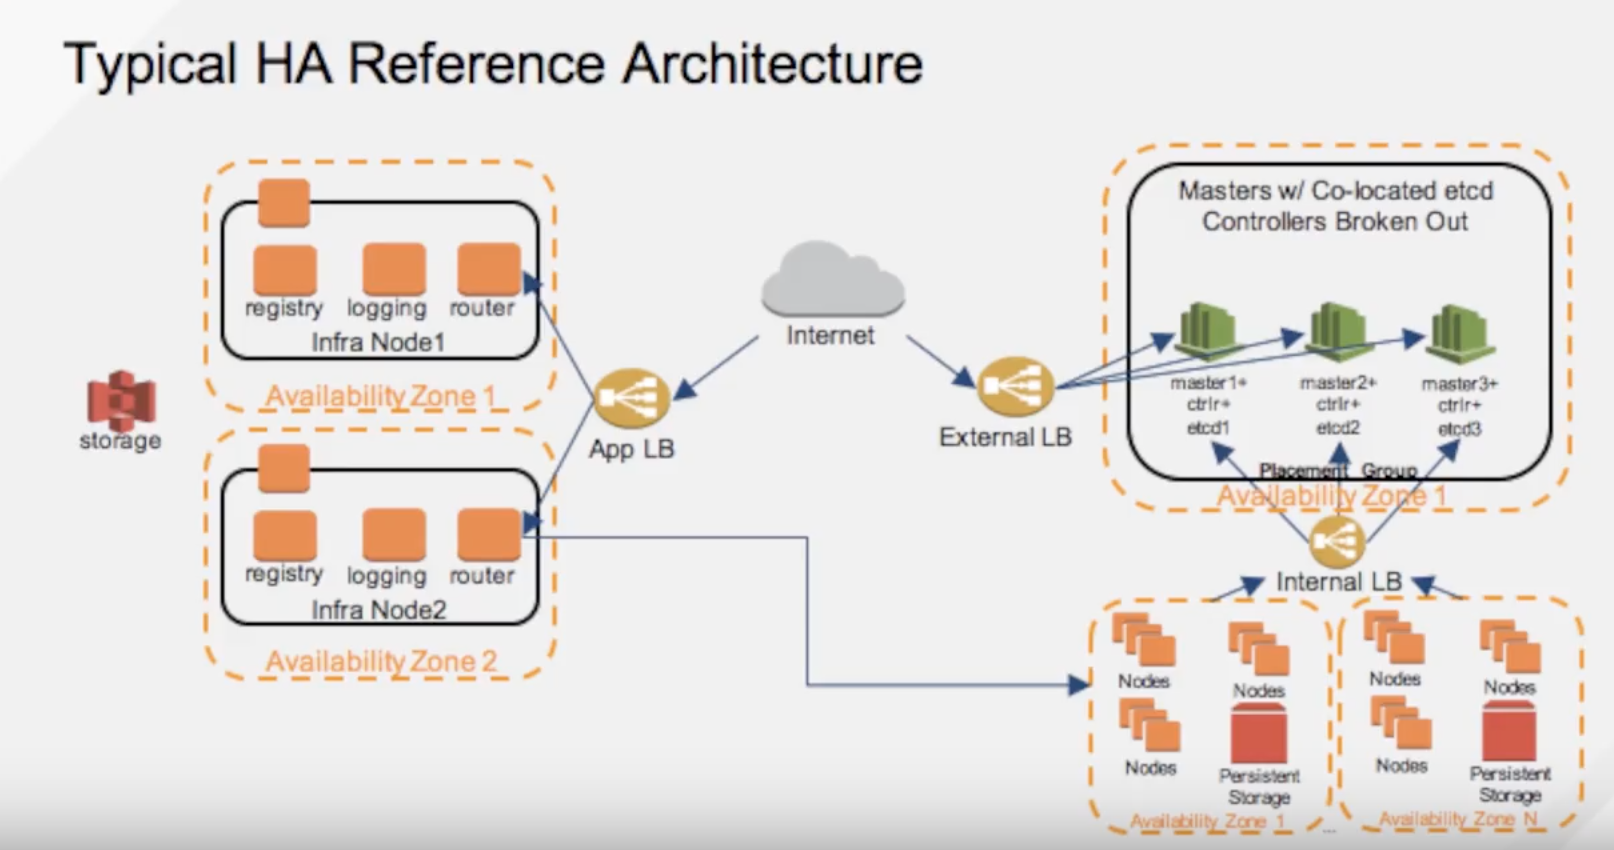 Typical HA Reference Architecture
registry
logging
router
Infra Node1
Availability Zone 1
storage
registry
logging
router
Infra Node2
Availability Zone 2
App LB
Internet
External LB
Masters w/ Co-located etcd
Controllers Broken Out
master1+
ctrlr+
etcd1
master2+
ctrlr+
etcd2
master3+
ctrlr+
etcd3
Placement Group
Availability Zone 1
Internal LB
Nodes
Nodes
Nodes
Persistent
Storage
Availability Zone 1
...
Nodes
Nodes
Nodes
Persistent
Storage
Availability Zone N